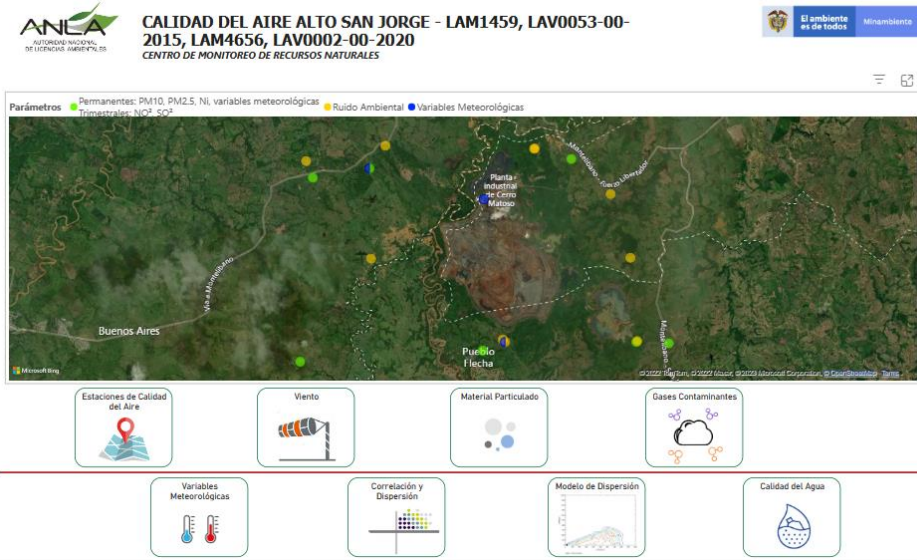 ANLA
AUTORIDAD NACIONAL
DE LICENCIAS AMBIENTALES
CALIDAD DEL AIRE ALTO SAN JORGE - LAM1459, LAV0053-00-
2015, LAM4656, LAV0002-00-2020
CENTRO DE MONITOREO DE RECURSOS NATURALES
El ambiente
es de todos
Minambiente
Parámetros
Permanentes: PM10, PM2.5, Ni, variables meteorológicas
Trimestrales: NO², SO²
Ruido Ambiental
Variables Meteorológicas
Planta
industrial
de Cerro
Matoso
Vía a Montelíbano
Buenos Aires
Pueblo
Flecha
Microsoft Bing
Estaciones de Calidad
del Aire
Viento
Material Particulado
Gases Contaminantes
Variables
Meteorológicas
Correlación y
Dispersión
Modelo de Dispersión
Calidad del Agua